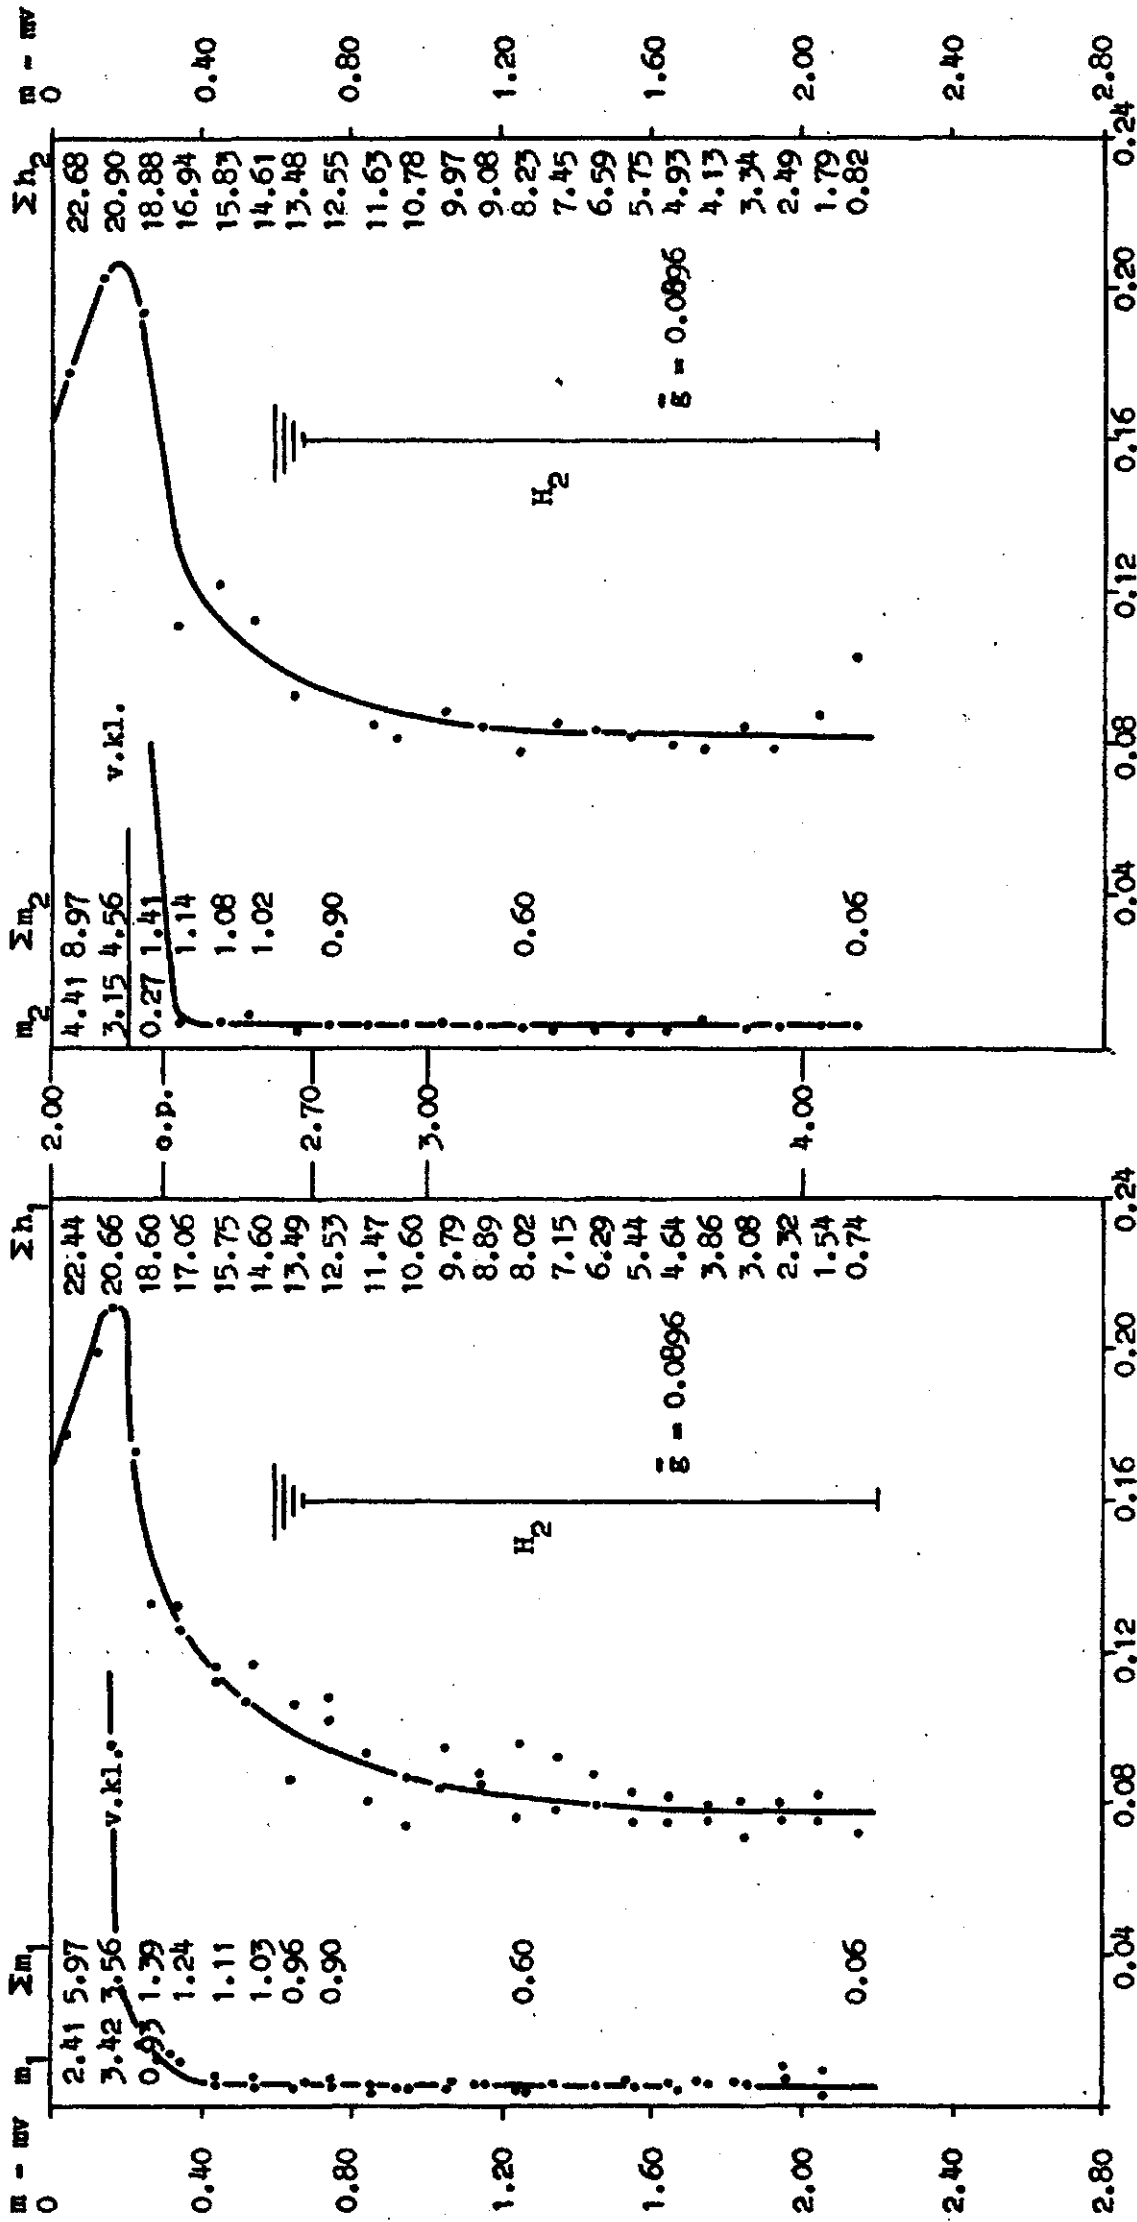 m - mv m₁ Σm₁ Σh₁ m₂ Σm₂ Σh₂ m - mv
0 2.41 5.97 22.44 2.00 4.41 8.97 22.68 0
3.42 3.56 v.kl. 20.66 3.15 4.56 v.kl. 20.90
0.93 1.39 18.60 0.27 1.41 18.88
1.24 17.06 o.p. 1.14 16.94
0.40 0.40
1.11 15.75 1.08 15.83
1.03 14.60 1.02 14.61
0.96 13.49 13.48
2.70
0.90 12.53 0.90 12.55
0.80 0.80
11.47 11.63
10.60 3.00 10.78
9.79 9.97
8.89 9.08
1.20 1.20
0.60 8.02 0.60 8.23
H₂ H₂
7.15 7.45
6.29 6.59
5.44 5.75
1.60 1.60
4.64 4.93
g̅ = 0.0896 g̅ = 0.0896
3.86 4.13
3.08 3.34
2.32 2.49
2.00 4.00 2.00
1.54 1.79
0.06 0.74 0.06 0.82
2.40 2.40
2.80 2.80
0.04 0.08 0.12 0.16 0.20 0.24 0.04 0.08 0.12 0.16 0.20 0.24